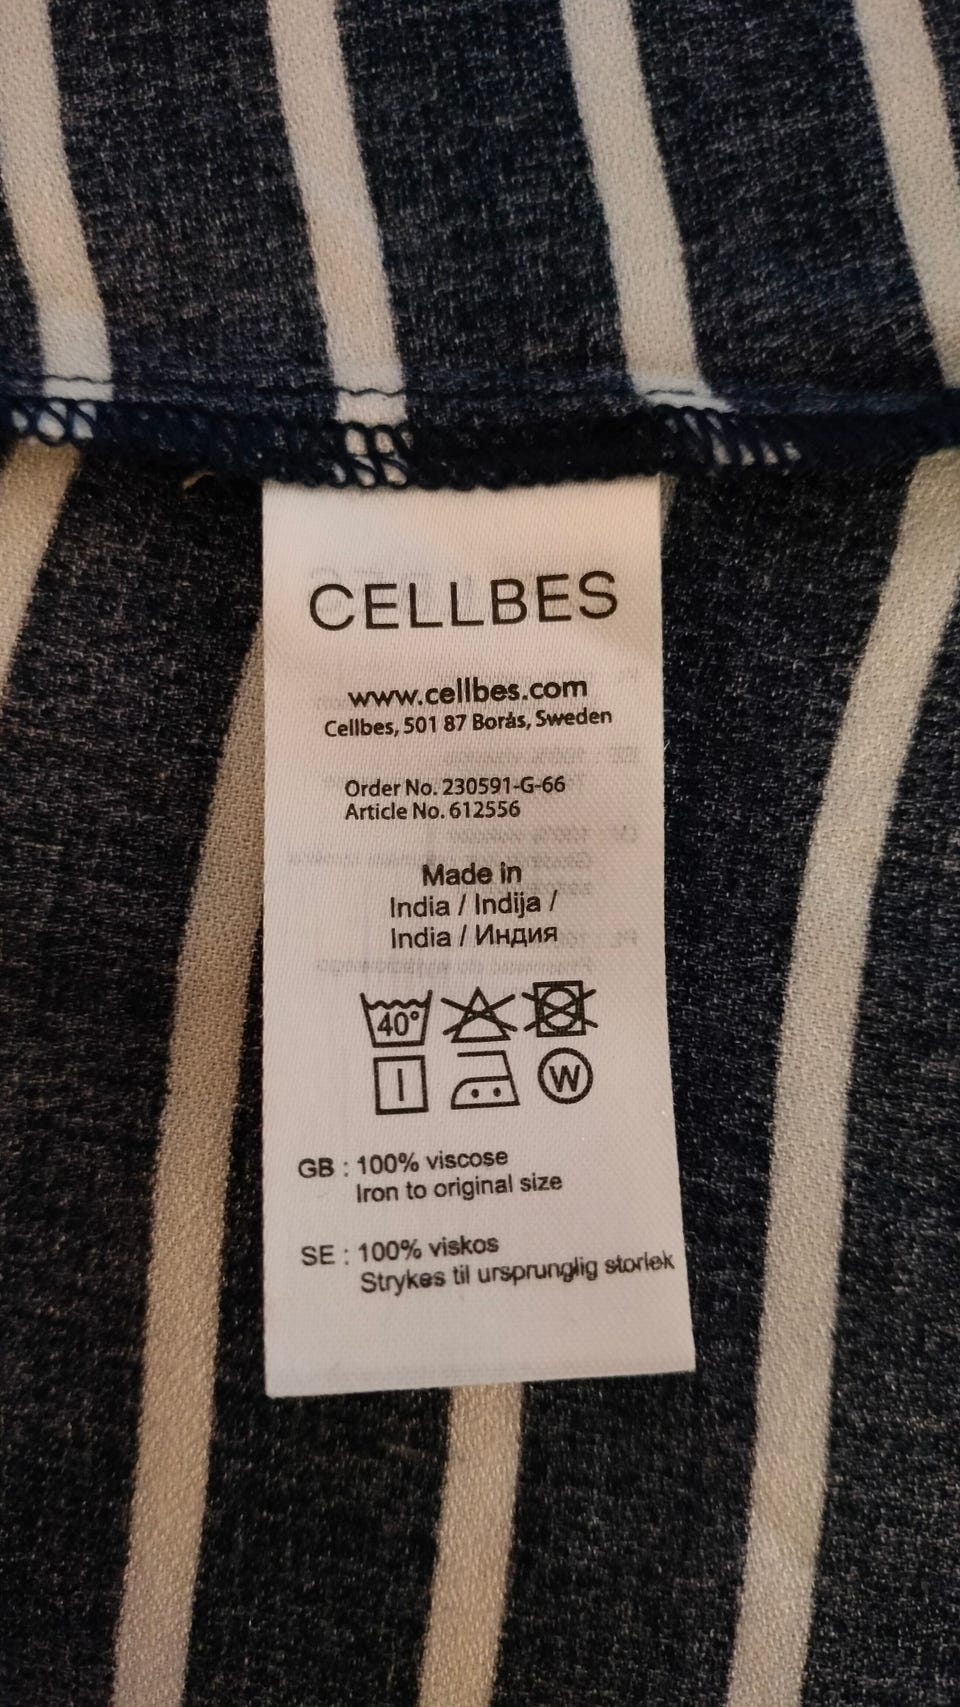 CELLBES
www.cellbes.com
Cellbes, 501 87 Borås, Sweden
Order No. 230591-G-66
Article No. 612556
Made in
India / Indija /
India / Индия
40°
W
GB : 100% viscose
Iron to original size
SE : 100% viskos
Strykes til ursprunglig storlek